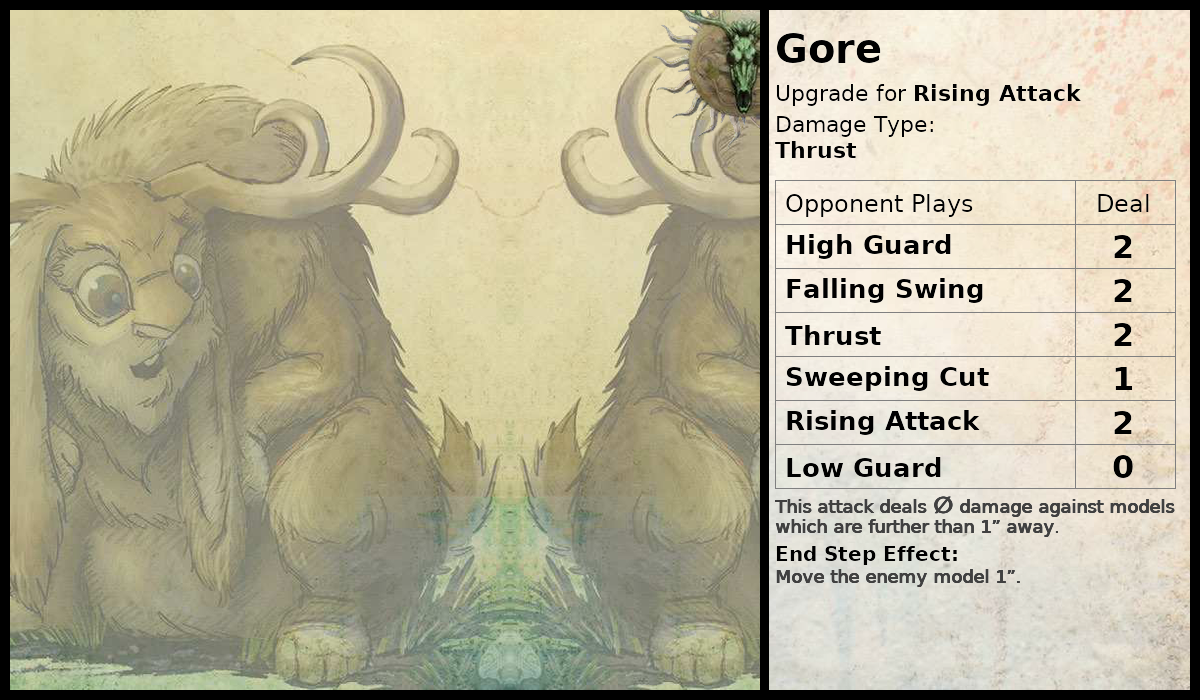 Gore
Upgrade for Rising Attack
Damage Type:
Thrust
Opponent Plays Deal
High Guard 2
Falling Swing 2
Thrust 2
Sweeping Cut 1
Rising Attack 2
Low Guard 0
This attack deals Ø damage against models
which are further than 1” away.
End Step Effect:
Move the enemy model 1”.